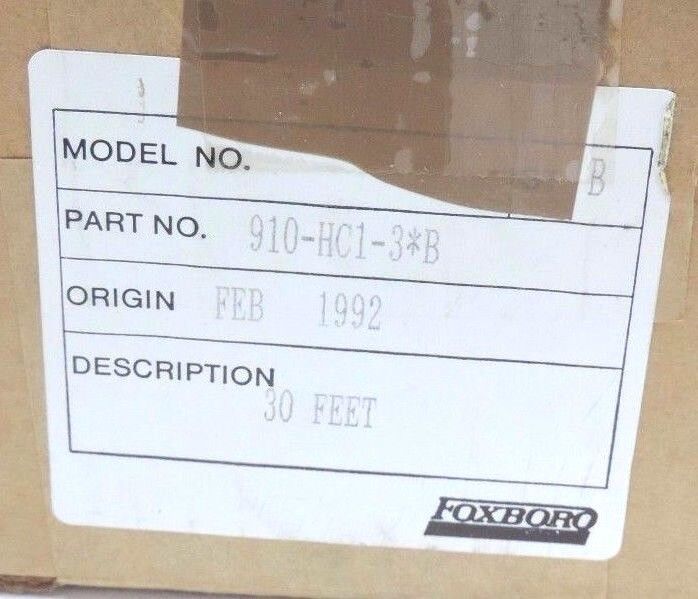 MODEL NO. B
PART NO. 910-HC1-3*B
ORIGIN FEB 1992
DESCRIPTION
30 FEET
FOXBORO